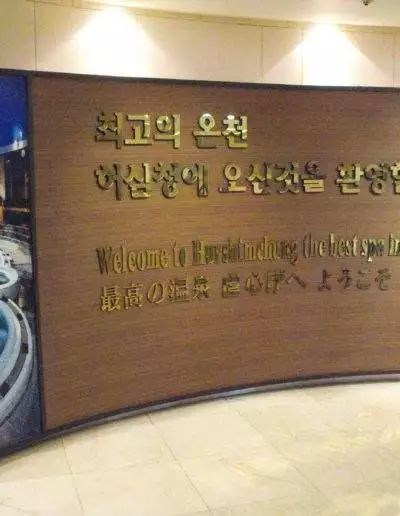 최고의 온천
허심청에 오신것을 환영합
Welcome to Hurshimchung, the best spa in
最高の温泉 虚心庁へ ようこそ